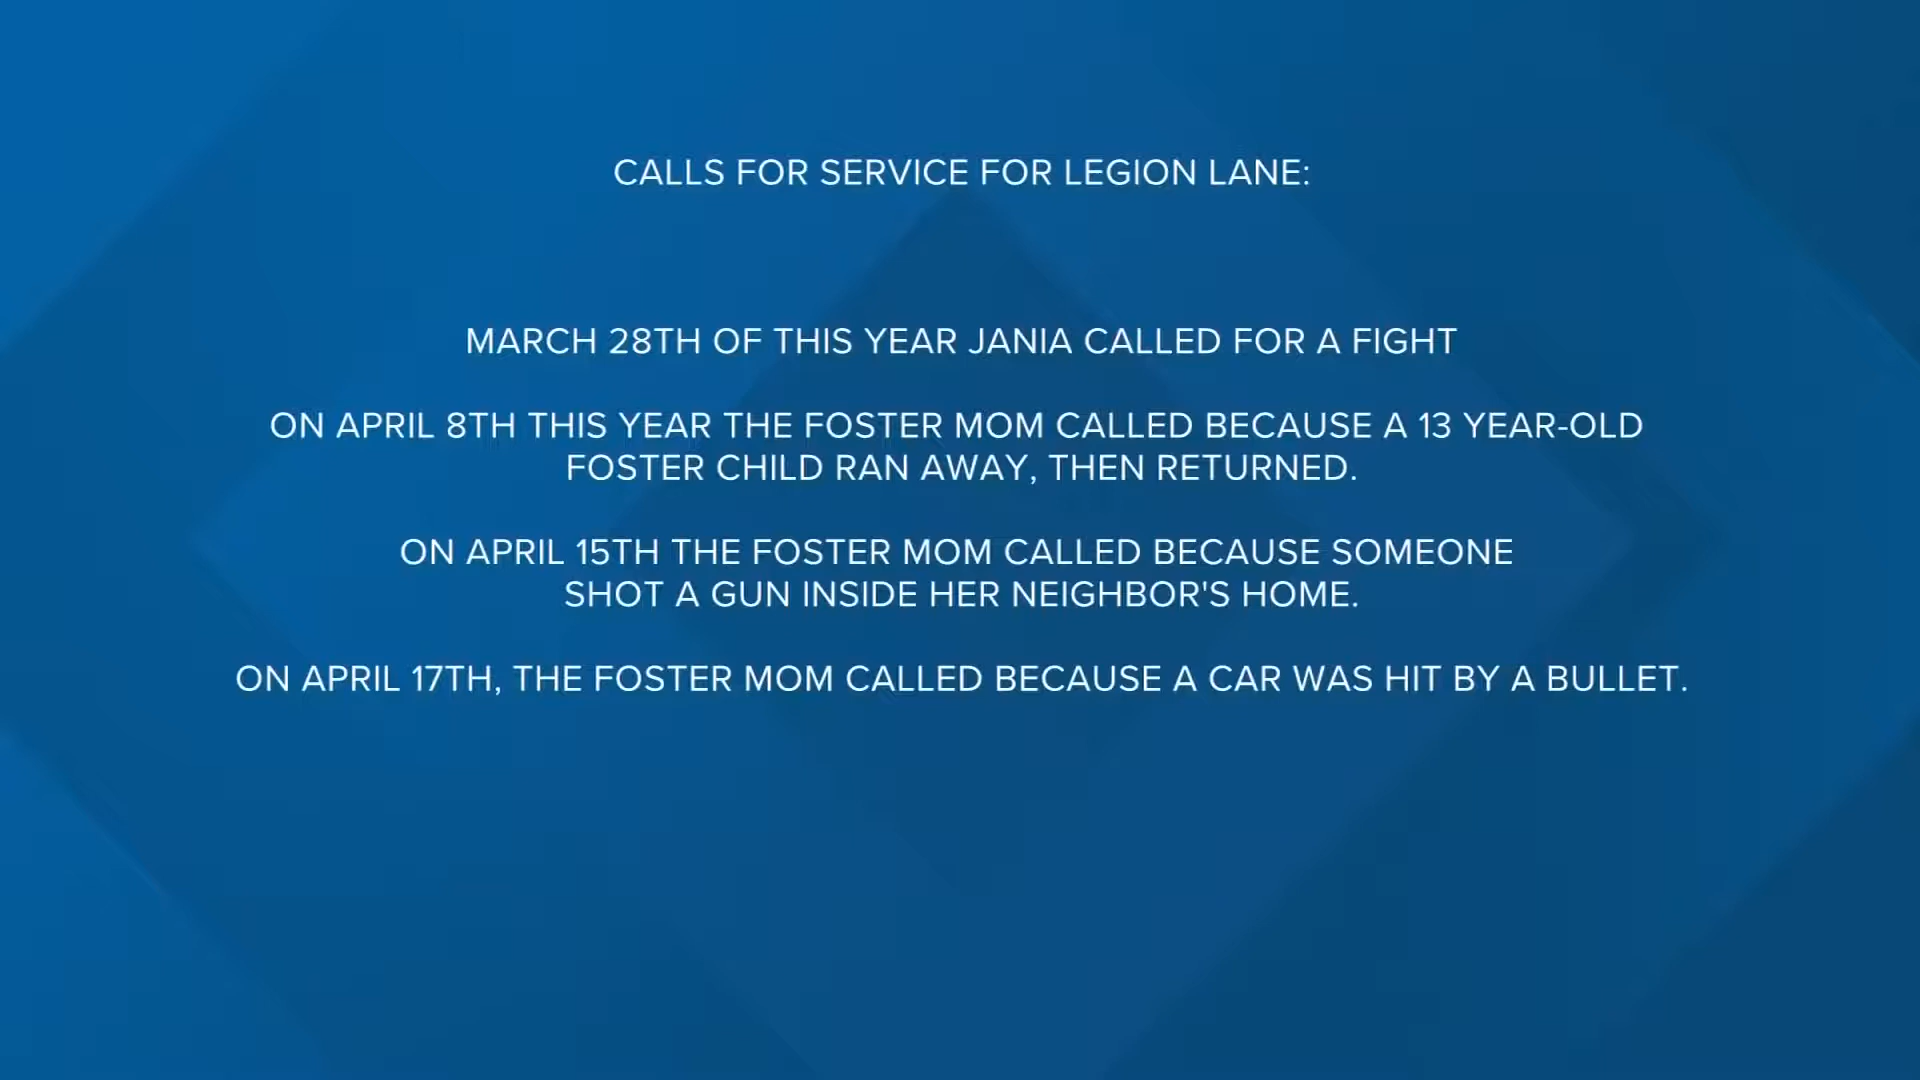 CALLS FOR SERVICE FOR LEGION LANE:
MARCH 28TH OF THIS YEAR JANIA CALLED FOR A FIGHT
ON APRIL 8TH THIS YEAR THE FOSTER MOM CALLED BECAUSE A 13 YEAR-OLD
FOSTER CHILD RAN AWAY, THEN RETURNED.
ON APRIL 15TH THE FOSTER MOM CALLED BECAUSE SOMEONE
SHOT A GUN INSIDE HER NEIGHBOR'S HOME.
ON APRIL 17TH, THE FOSTER MOM CALLED BECAUSE A CAR WAS HIT BY A BULLET.